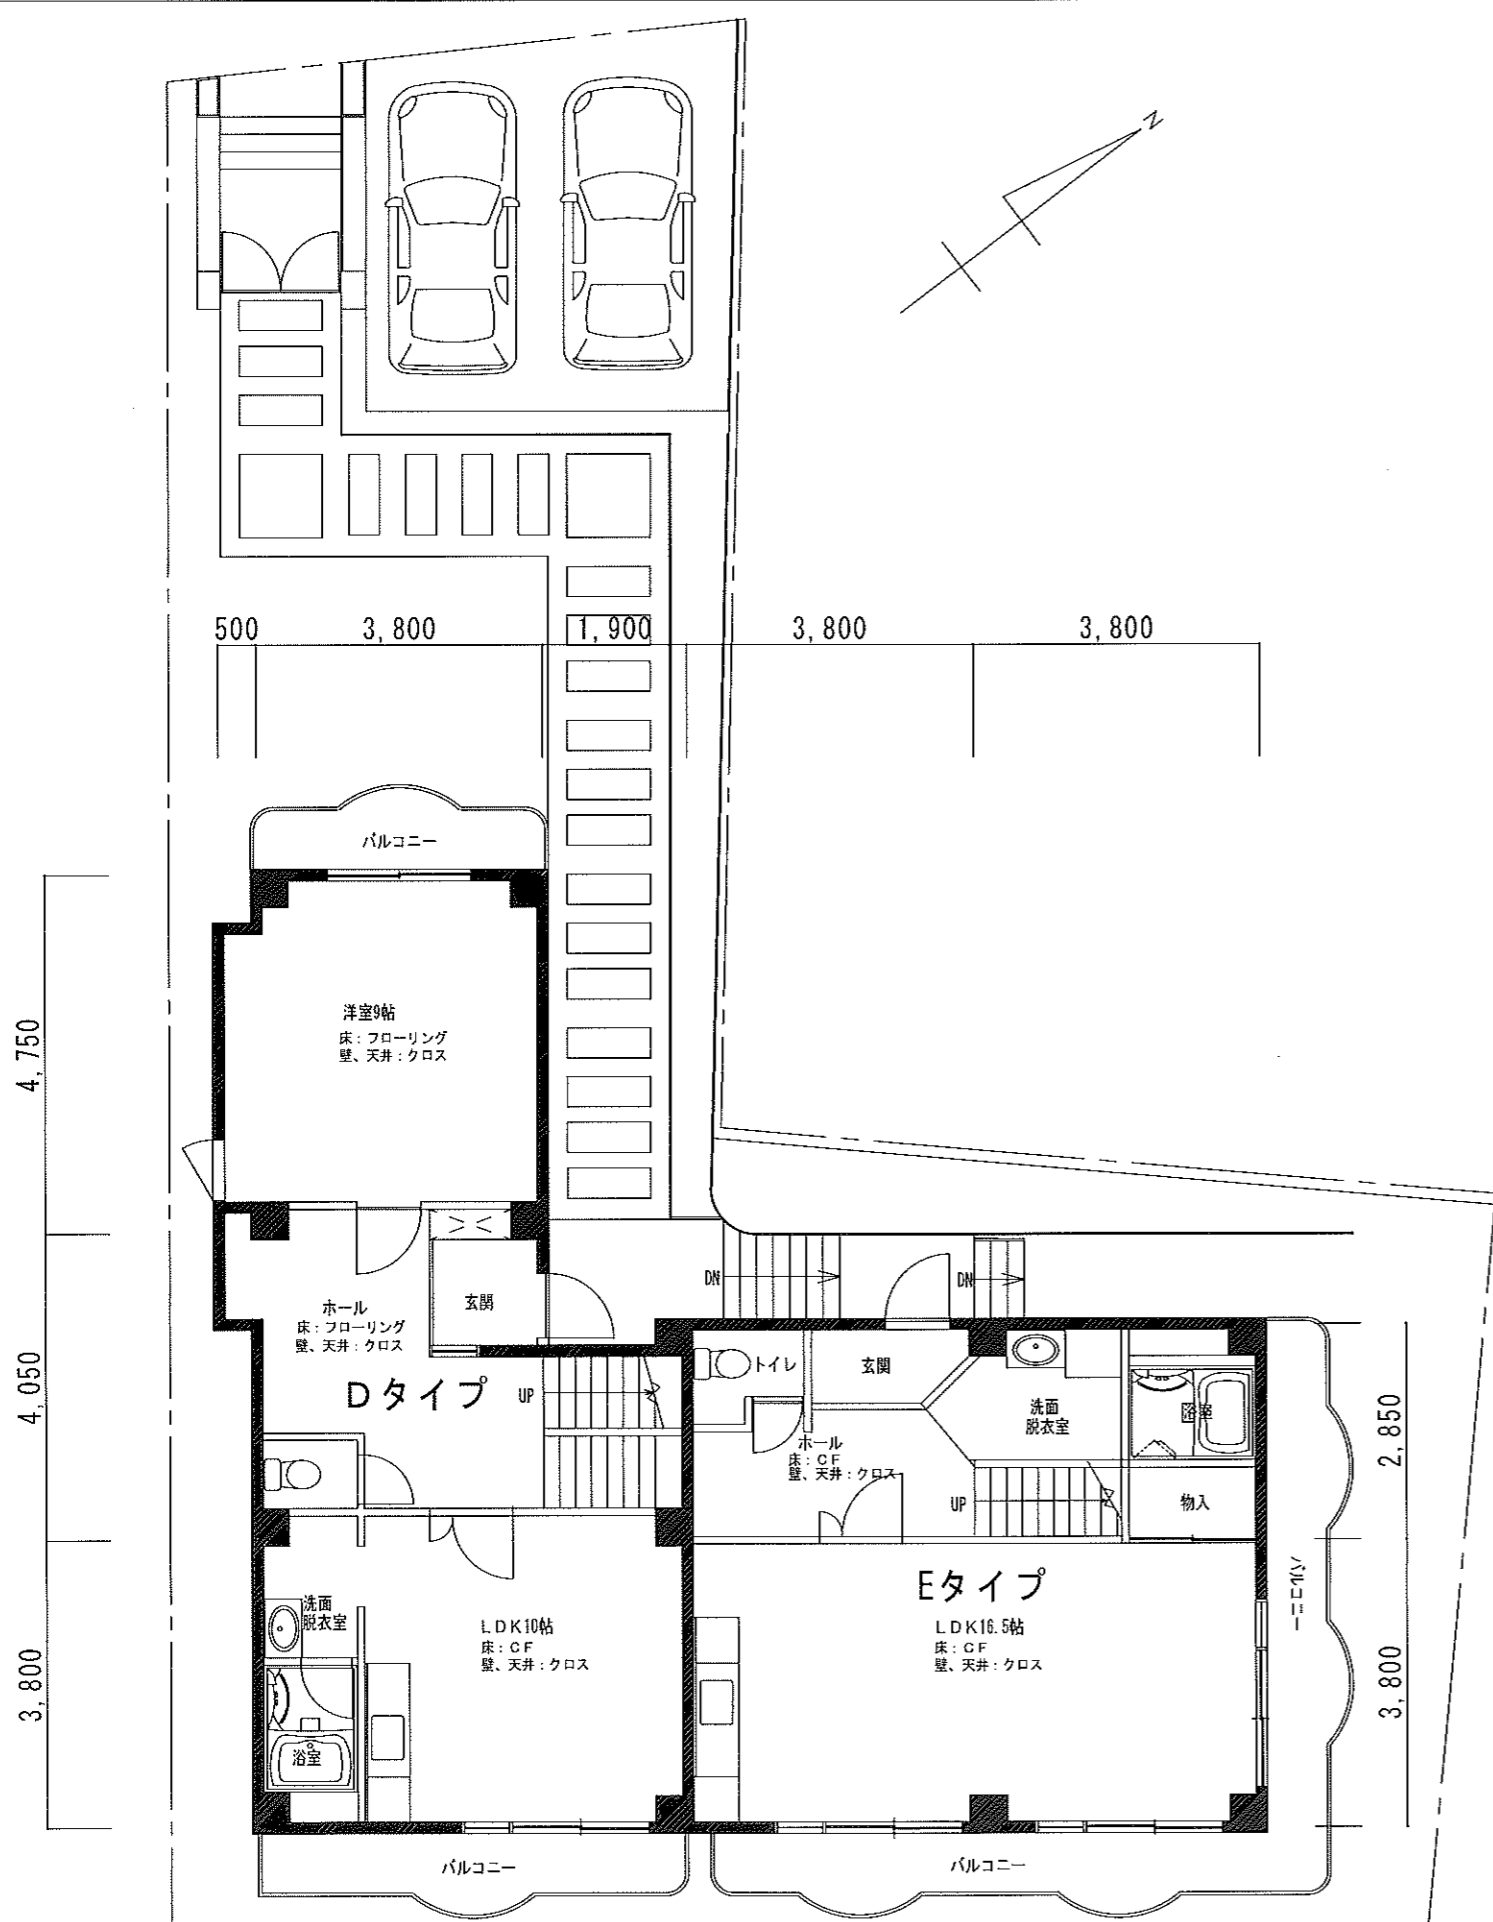 N
500
3,800
1,900
3,800
3,800
バルコニー
洋室9帖
床：フローリング
壁、天井：クロス
4,750
DN
DN
玄関
ホール
床：フローリング
壁、天井：クロス
トイレ
玄関
Dタイプ
UP
洗面
脱衣室
浴室
4,050
2,850
ホール
床：CF
壁、天井：クロス
UP
物入
Eタイプ
バルコニー
洗面
脱衣室
LDK10帖
床：CF
壁、天井：クロス
LDK16.5帖
床：CF
壁、天井：クロス
3,800
3,800
浴室
バルコニー
バルコニー